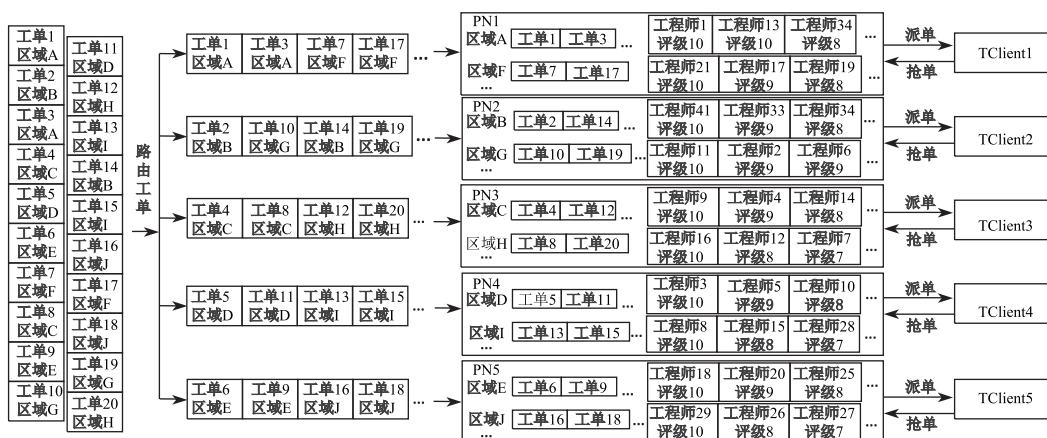 工单1
区域A
工单2
区域B
工单3
区域A
工单4
区域C
工单5
区域D
工单6
区域E
工单7
区域F
工单8
区域C
工单9
区域E
工单10
区域G
工单11
区域D
工单12
区域H
工单13
区域I
工单14
区域B
工单15
区域I
工单16
区域J
工单17
区域F
工单18
区域J
工单19
区域G
工单20
区域H
路由工单
工单1 工单3 工单7 工单17
区域A 区域A 区域F 区域F ...
工单2 工单10 工单14 工单19
区域B 区域G 区域B 区域G ...
工单4 工单8 工单12 工单20
区域C 区域C 区域H 区域H ...
工单5 工单11 工单13 工单15
区域D 区域D 区域I 区域I ...
工单6 工单9 工单16 工单18
区域E 区域E 区域J 区域J ...
PN1
区域A 工单1 工单3 ...
区域F 工单7 工单17 ...
...
工程师1 工程师13 工程师34
评级10 评级10 评级8 ...
工程师21 工程师17 工程师19
评级10 评级9 评级8 ...
派单
抢单
TClient1
PN2
区域B 工单2 工单14 ...
区域G 工单10 工单19 ...
...
工程师41 工程师33 工程师34
评级10 评级9 评级8 ...
工程师11 工程师2 工程师6
评级10 评级9 评级9 ...
派单
抢单
TClient2
PN3
区域C 工单4 工单12 ...
区域H 工单8 工单20
...
工程师9 工程师4 工程师14
评级10 评级9 评级8 ...
工程师16 工程师12 工程师7
评级10 评级8 评级7 ...
派单
抢单
TClient3
PN4
区域D 工单5 工单11 ...
区域I 工单13 工单15 ...
...
工程师3 工程师5 工程师10
评级10 评级9 评级8 ...
工程师8 工程师15 工程师28
评级10 评级8 评级7 ...
派单
抢单
TClient4
PN5
区域E 工单6 工单9 ...
区域J 工单16 工单18 ...
...
工程师18 工程师20 工程师25
评级10 评级9 评级8 ...
工程师29 工程师26 工程师27
评级10 评级8 评级7 ...
派单
抢单
TClient5